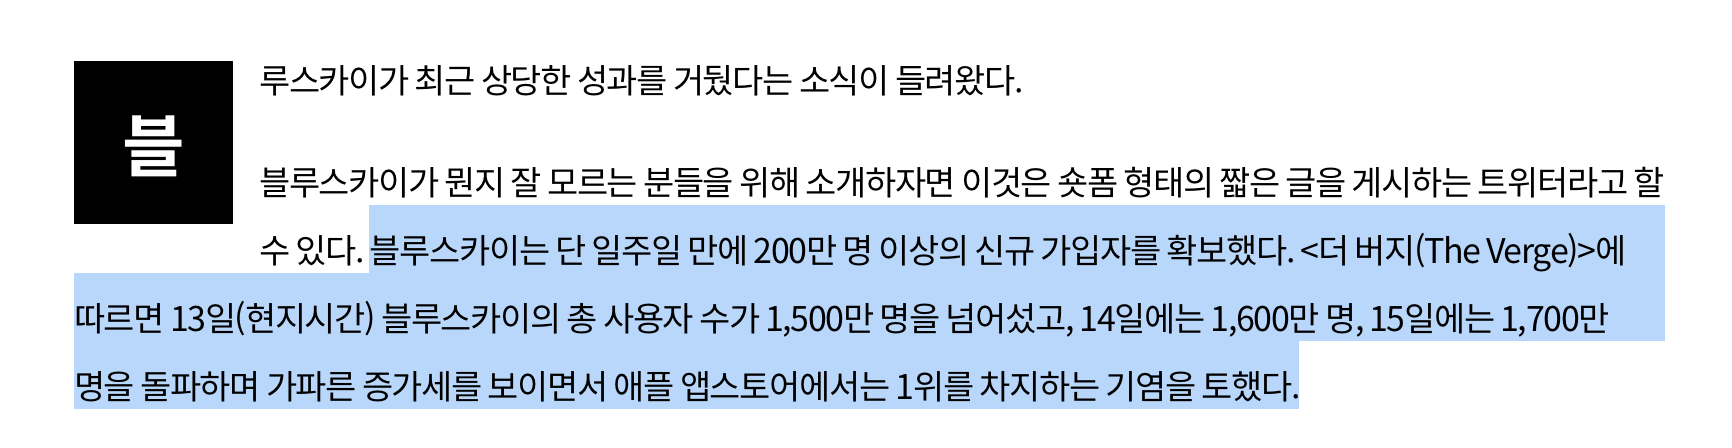 블
루스카이가 최근 상당한 성과를 거뒀다는 소식이 들려왔다.
블루스카이가 뭔지 잘 모르는 분들을 위해 소개하자면 이것은 숏폼 형태의 짧은 글을 게시하는 트위터라고 할
수 있다. 블루스카이는 단 일주일 만에 200만 명 이상의 신규 가입자를 확보했다. <더 버지(The Verge)>에
따르면 13일(현지시간) 블루스카이의 총 사용자 수가 1,500만 명을 넘어섰고, 14일에는 1,600만 명, 15일에는 1,700만
명을 돌파하며 가파른 증가세를 보이면서 애플 앱스토어에서는 1위를 차지하는 기염을 토했다.